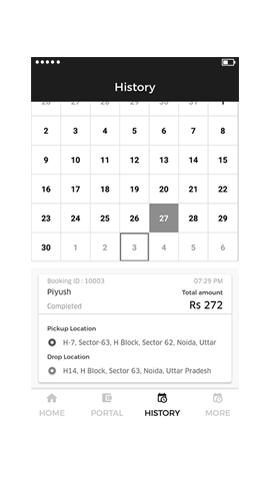 History
26 27 28 29 30 31 1
2 3 4 5 6 7 8
9 10 11 12 13 14 15
16 17 18 19 20 21 22
23 24 25 26 27 28 29
30 1 2 3 4 5 6
Booking ID : 10003 07:29 PM
Piyush Total amount
Completed Rs 272
Pickup Location
H-7, Sector-63, H Block, Sector 62, Noida, Uttar
Drop Location
H14, H Block, Sector 63, Noida, Uttar Pradesh
HOME PORTAL HISTORY MORE